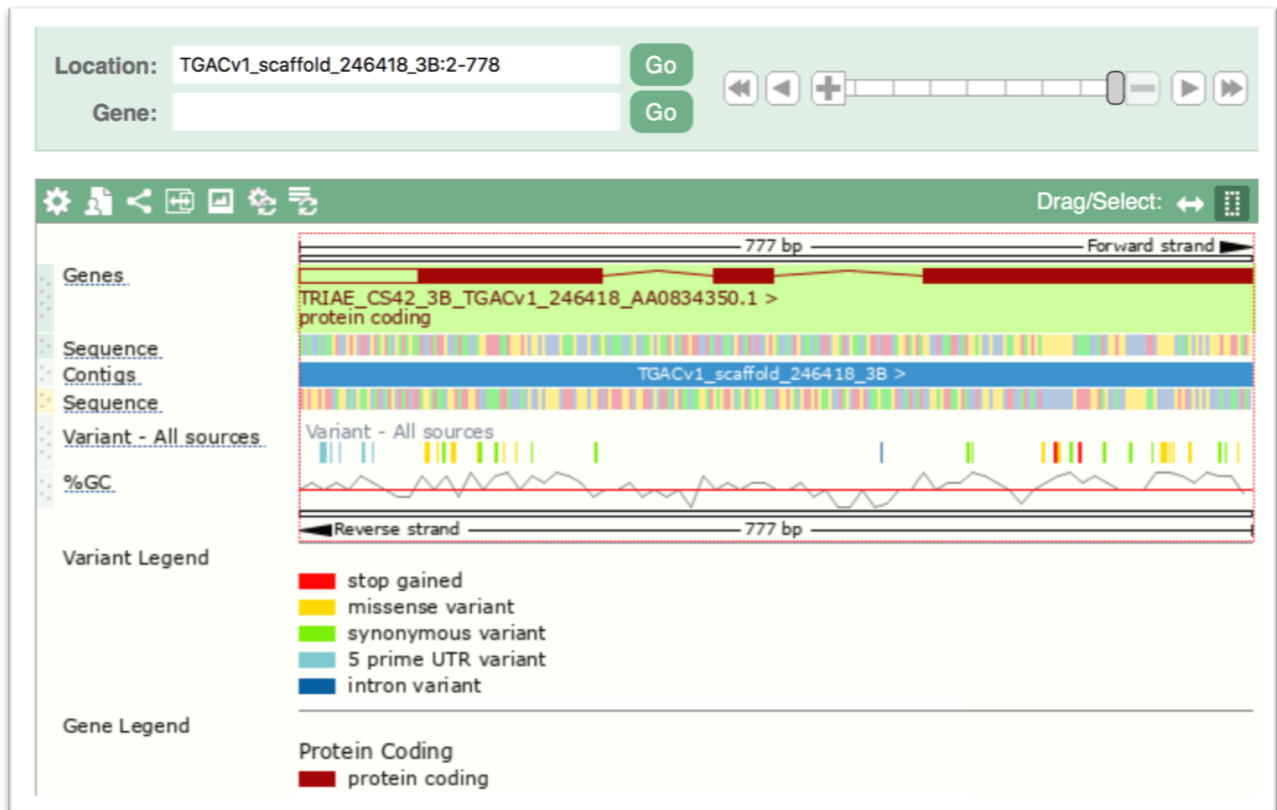 Location: TGACv1_scaffold_246418_3B:2-778 Go
Gene: Go
Drag/Select:
777 bp Forward strand
Genes
TRIAE_CS42_3B_TGACv1_246418_AA0834350.1 >
protein coding
Sequence
Contigs TGACv1_scaffold_246418_3B >
Sequence
Variant - All sources Variant - All sources
%GC
Reverse strand 777 bp
Variant Legend
stop gained
missense variant
synonymous variant
5 prime UTR variant
intron variant
Gene Legend
Protein Coding
protein coding